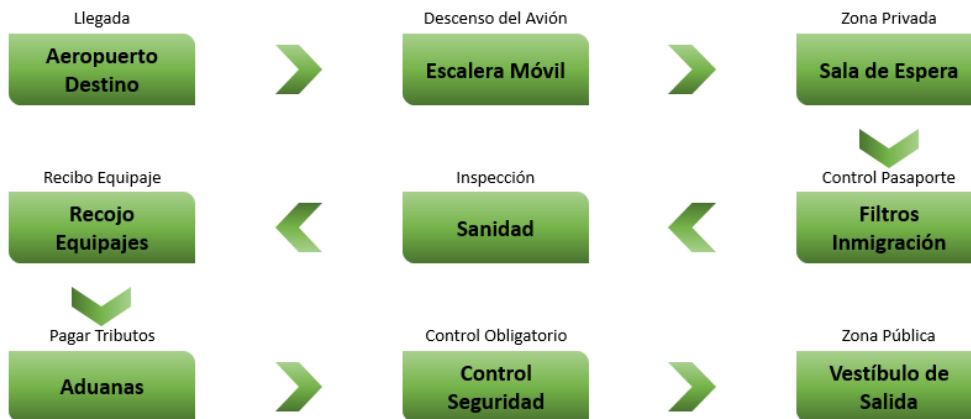 Llegada
Aeropuerto
Destino
Descenso del Avión
Escalera Móvil
Zona Privada
Sala de Espera
Control Pasaporte
Filtros
Inmigración
Inspección
Sanidad
Recibo Equipaje
Recojo
Equipajes
Pagar Tributos
Aduanas
Control Obligatorio
Control
Seguridad
Zona Pública
Vestíbulo de
Salida